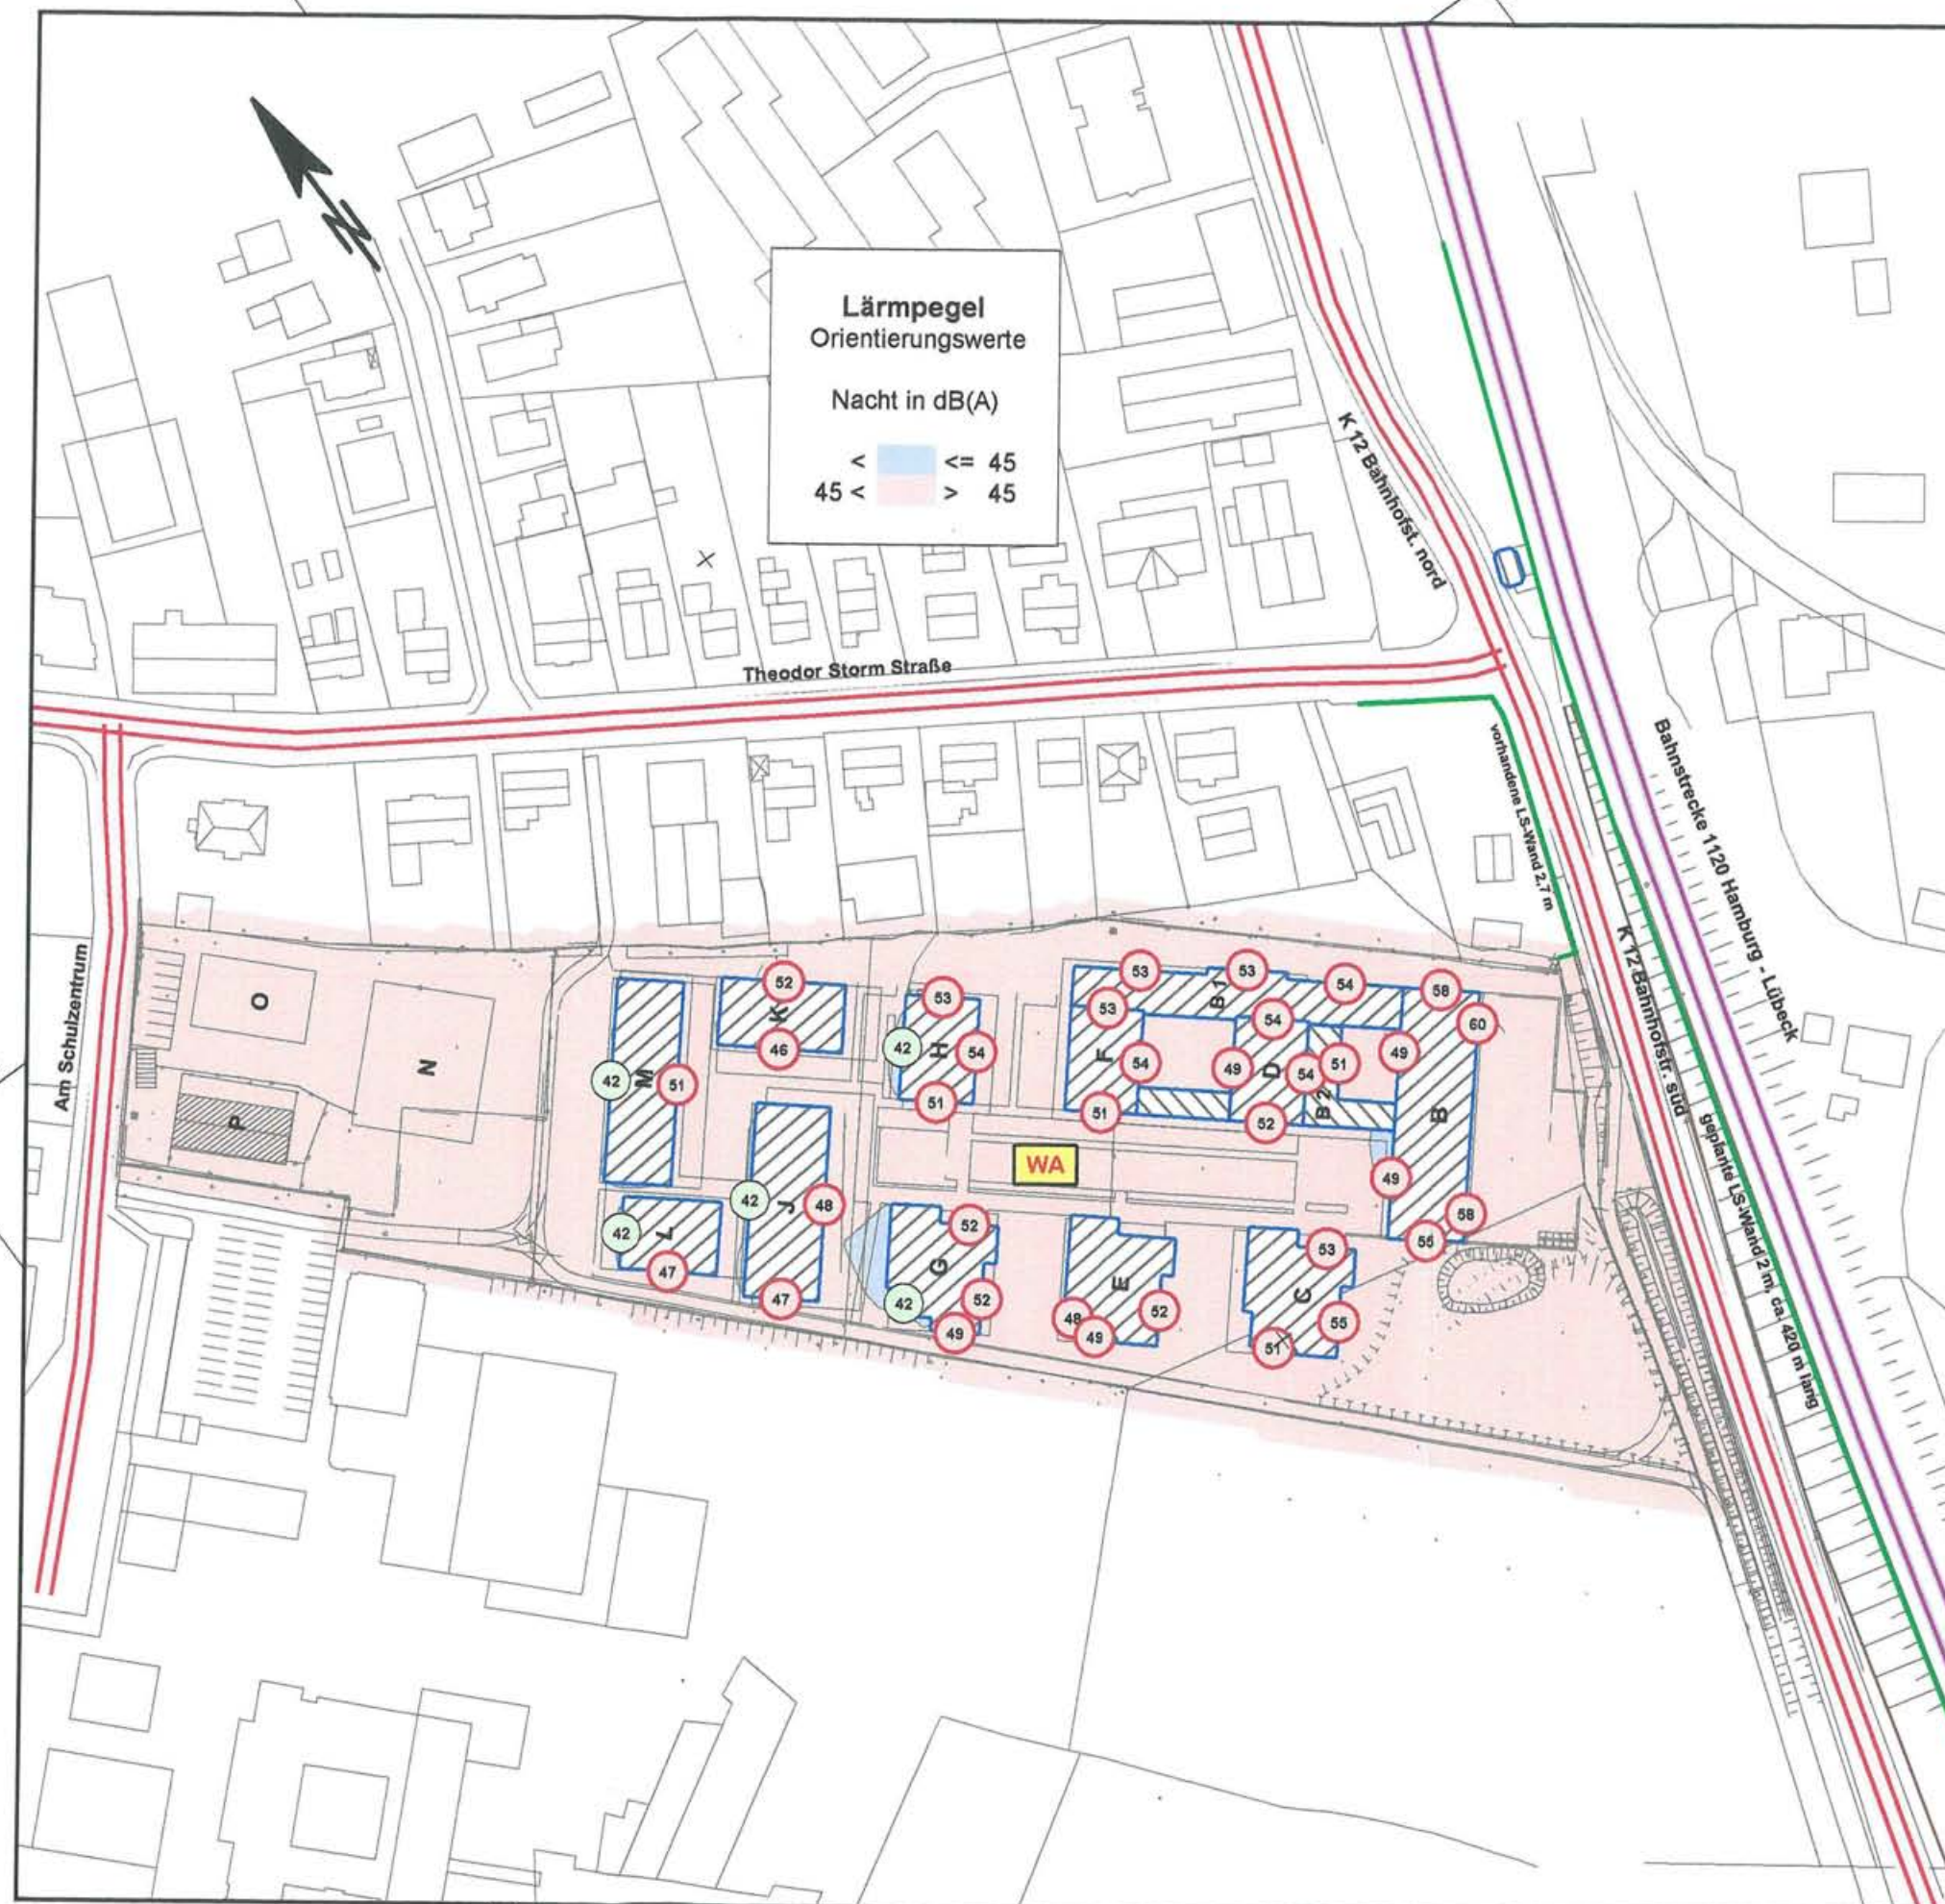 N
Lärmpegel
Orientierungswerte
Nacht in dB(A)
< <= 45
45 < > 45
K 12 Bahnhofst. nord
Theodor Storm Straße
vorhandene LS-Wand 2,7 m
Bahnstrecke 1120 Hamburg - Lübeck
K 12 Bahnhofstr. süd
geplante LS-Wand 2 m, ca. 420 m lang
Am Schulzentrum
O
N
P
52
K
46
42
M
51
53
42
H
54
51
53
53
B 1
54
58
53
60
54
F
54
49
D
54
51
49
51
52
B 2
B
WA
49
42
J
48
42
L
47
47
52
G
42
52
49
E
48
49
52
53
C
55
51
58
55